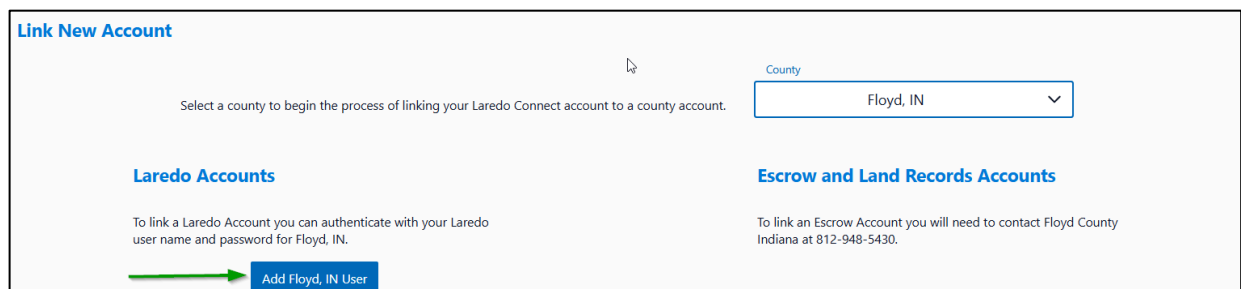 Link New Account
County
Select a county to begin the process of linking your Laredo Connect account to a county account.
Floyd, IN
Laredo Accounts
To link a Laredo Account you can authenticate with your Laredo
user name and password for Floyd, IN.
Add Floyd, IN User
Escrow and Land Records Accounts
To link an Escrow Account you will need to contact Floyd County
Indiana at 812-948-5430.